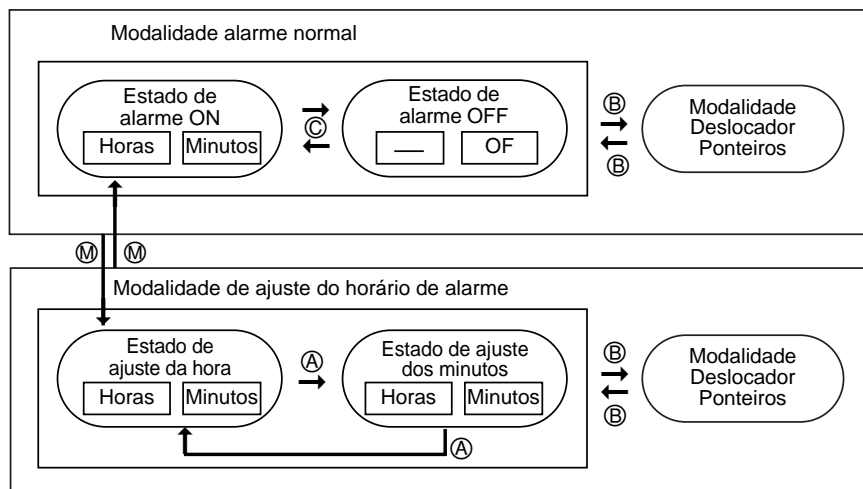 Modalidade alarme normal
Estado de
alarme ON
Horas Minutos
Ⓒ
Estado de
alarme OFF
— OF
Ⓑ
Ⓑ
Modalidade
Deslocador
Ponteiros
Ⓜ Ⓜ
Modalidade de ajuste do horário de alarme
Estado de
ajuste da hora
Horas Minutos
Ⓐ
Estado de ajuste
dos minutos
Horas Minutos
Ⓐ
Ⓑ
Ⓑ
Modalidade
Deslocador
Ponteiros